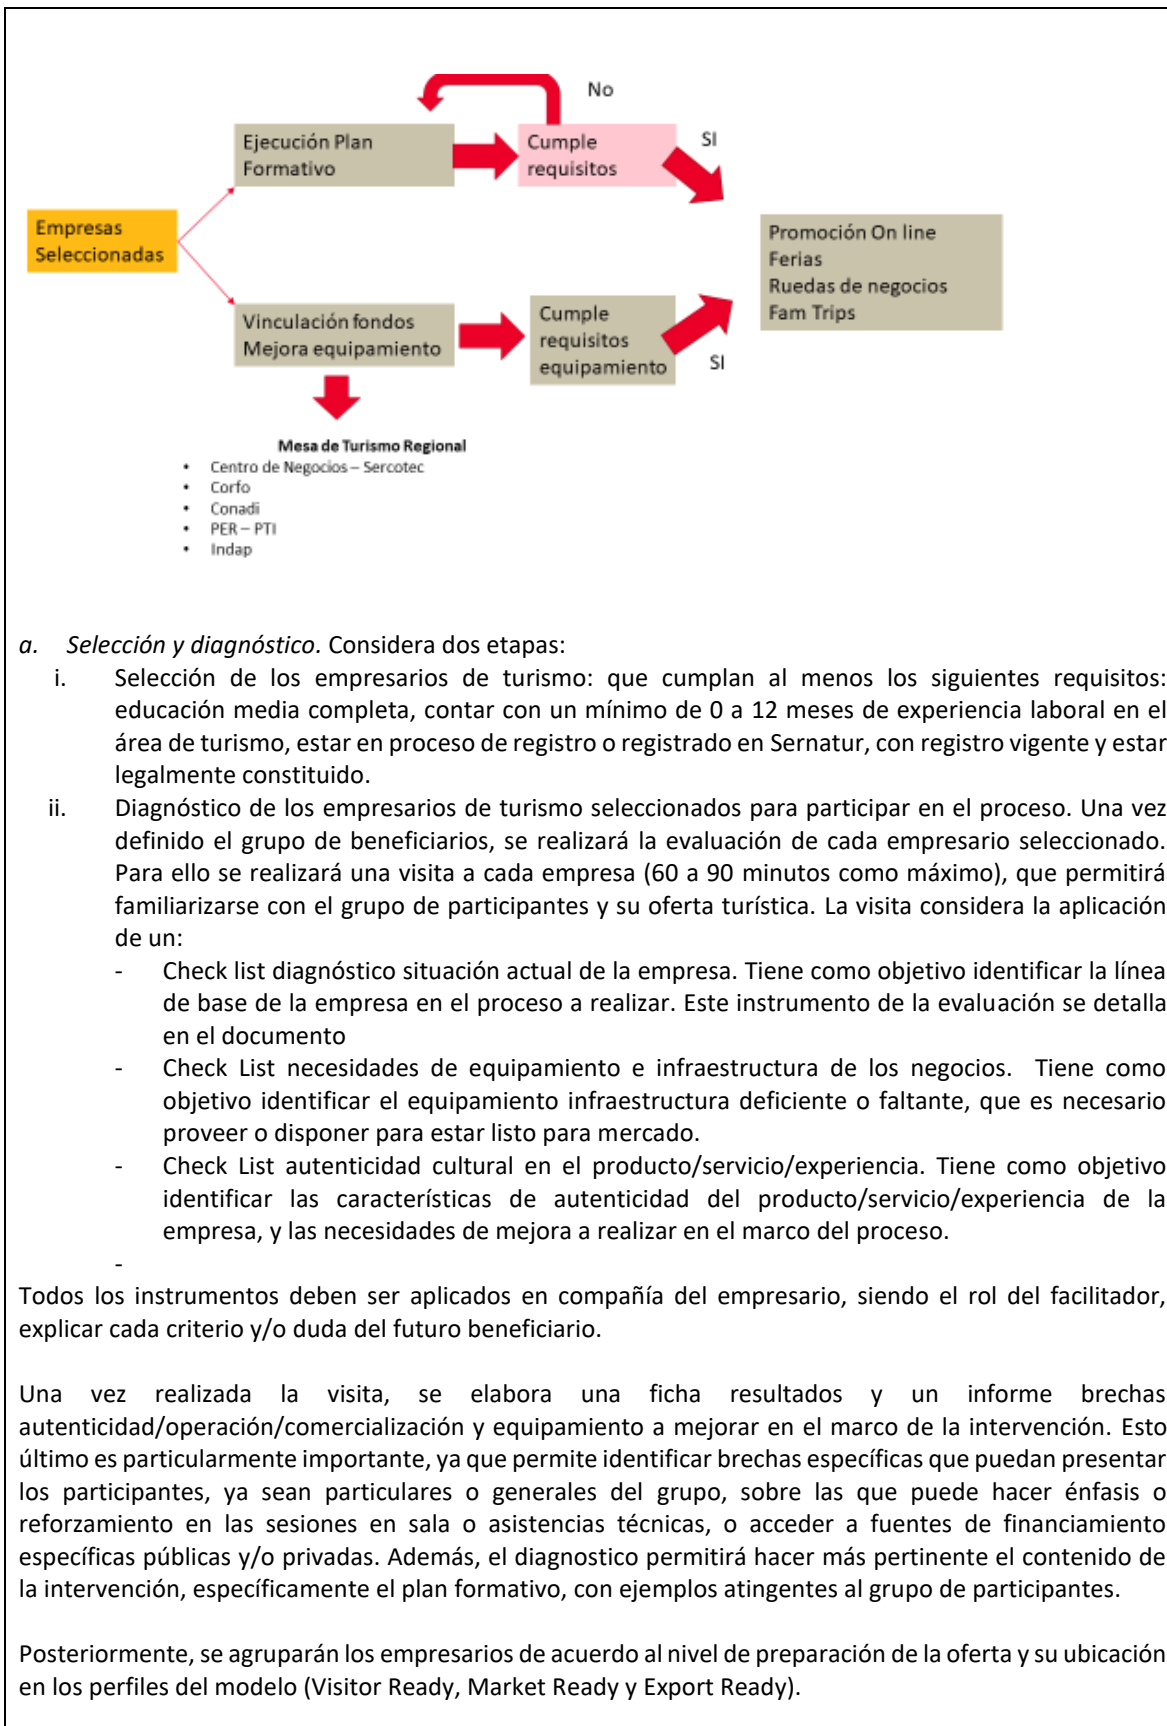 No
Ejecución Plan
Formativo
Cumple
requisitos
SI
Empresas
Seleccionadas
Promoción On line
Ferias
Ruedas de negocios
Fam Trips
Vinculación fondos
Mejora equipamiento
Cumple
requisitos
equipamiento
SI
Mesa de Turismo Regional
• Centro de Negocios – Sercotec
• Corfo
• Conadi
• PER – PTI
• Indap
a. Selección y diagnóstico. Considera dos etapas:
i. Selección de los empresarios de turismo: que cumplan al menos los siguientes requisitos:
educación media completa, contar con un mínimo de 0 a 12 meses de experiencia laboral en el
área de turismo, estar en proceso de registro o registrado en Sernatur, con registro vigente y estar
legalmente constituido.
ii. Diagnóstico de los empresarios de turismo seleccionados para participar en el proceso. Una vez
definido el grupo de beneficiarios, se realizará la evaluación de cada empresario seleccionado.
Para ello se realizará una visita a cada empresa (60 a 90 minutos como máximo), que permitirá
familiarizarse con el grupo de participantes y su oferta turística. La visita considera la aplicación
de un:
- Check list diagnóstico situación actual de la empresa. Tiene como objetivo identificar la línea
de base de la empresa en el proceso a realizar. Este instrumento de la evaluación se detalla
en el documento
- Check List necesidades de equipamiento e infraestructura de los negocios. Tiene como
objetivo identificar el equipamiento infraestructura deficiente o faltante, que es necesario
proveer o disponer para estar listo para mercado.
- Check List autenticidad cultural en el producto/servicio/experiencia. Tiene como objetivo
identificar las características de autenticidad del producto/servicio/experiencia de la
empresa, y las necesidades de mejora a realizar en el marco del proceso.
-
Todos los instrumentos deben ser aplicados en compañía del empresario, siendo el rol del facilitador,
explicar cada criterio y/o duda del futuro beneficiario.
Una vez realizada la visita, se elabora una ficha resultados y un informe brechas
autenticidad/operación/comercialización y equipamiento a mejorar en el marco de la intervención. Esto
último es particularmente importante, ya que permite identificar brechas específicas que puedan presentar
los participantes, ya sean particulares o generales del grupo, sobre las que puede hacer énfasis o
reforzamiento en las sesiones en sala o asistencias técnicas, o acceder a fuentes de financiamiento
específicas públicas y/o privadas. Además, el diagnostico permitirá hacer más pertinente el contenido de
la intervención, específicamente el plan formativo, con ejemplos atingentes al grupo de participantes.
Posteriormente, se agruparán los empresarios de acuerdo al nivel de preparación de la oferta y su ubicación
en los perfiles del modelo (Visitor Ready, Market Ready y Export Ready).